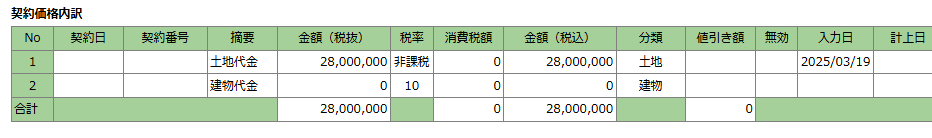 契約価格内訳
No 契約日 契約番号 摘要 金額（税抜） 税率 消費税額 金額（税込） 分類 値引き額 無効 入力日 計上日
1 土地代金 28,000,000 非課税 0 28,000,000 土地 2025/03/19
2 建物代金 0 10 0 0 建物
合計 28,000,000 0 28,000,000 0